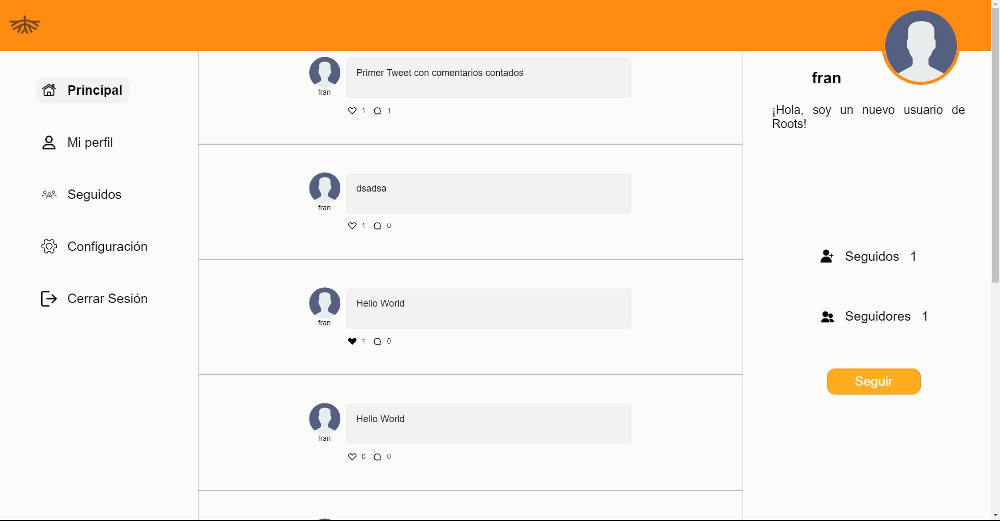 Principal
Mi perfil
Seguidos
Configuración
Cerrar Sesión
Primer Tweet con comentarios contados
fran
1 1
dsadsa
fran
1 0
Hello World
fran
1 0
Hello World
fran
0 0
fran
¡Hola, soy un nuevo usuario de
Roots!
Seguidos 1
Seguidores 1
Seguir